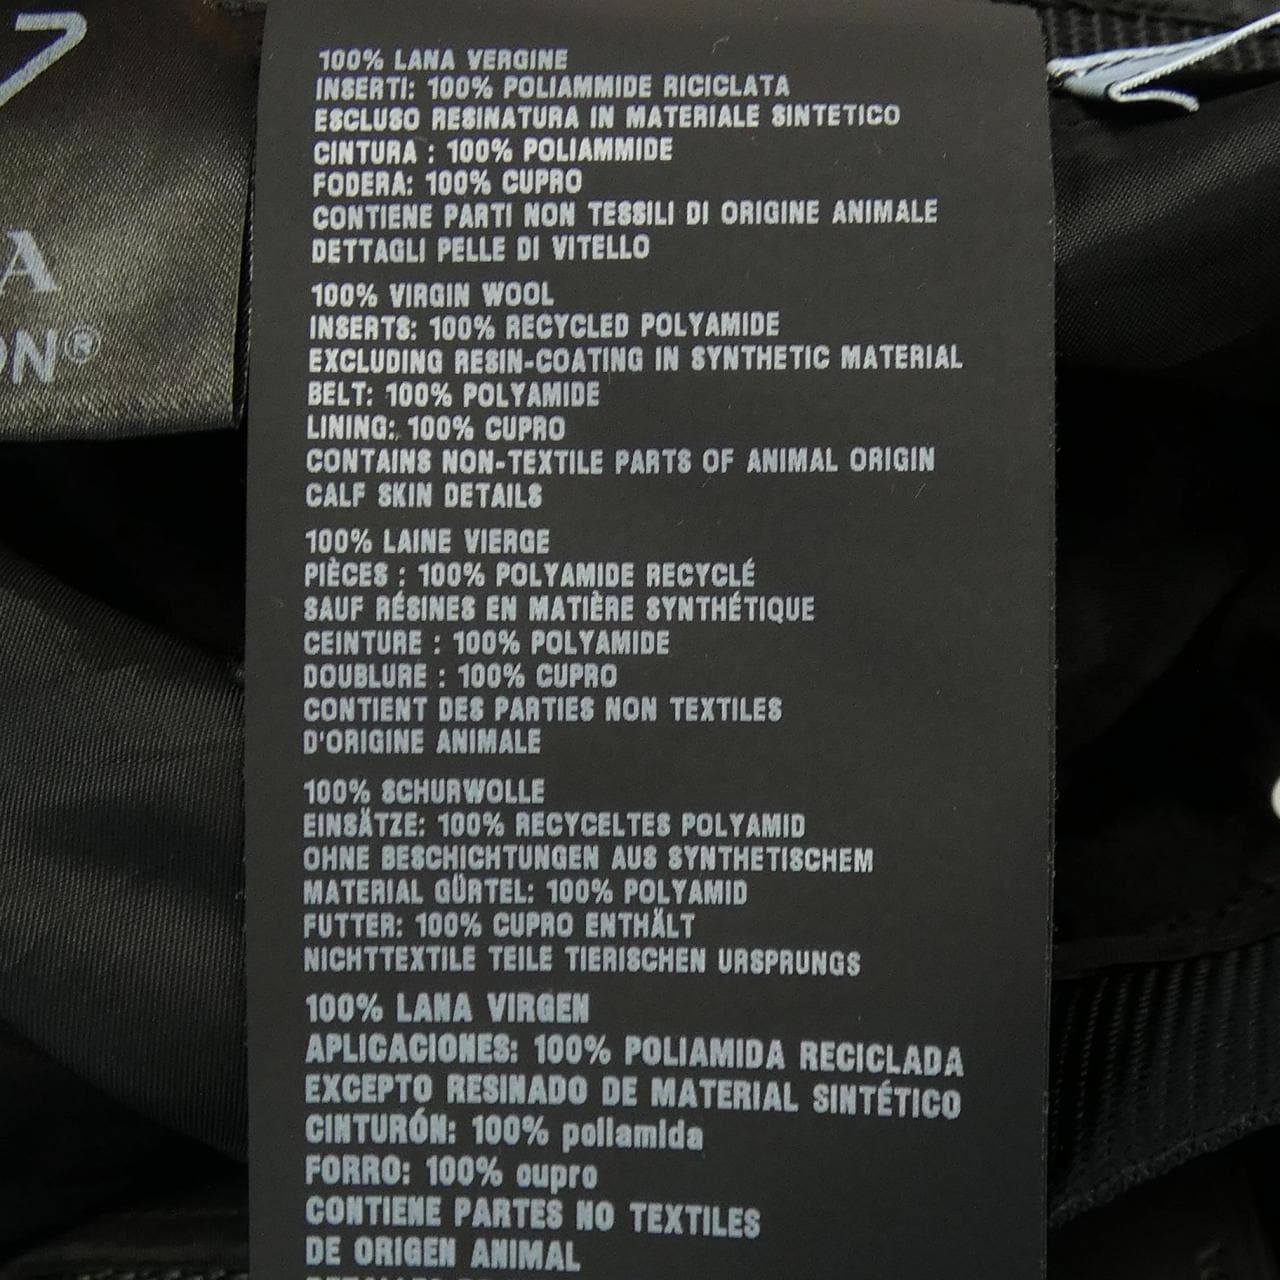 7
A
ON®
100% LANA VERGINE
INSERTI: 100% POLIAMMIDE RICICLATA
ESCLUSO RESINATURA IN MATERIALE SINTETICO
CINTURA : 100% POLIAMMIDE
FODERA: 100% CUPRO
CONTIENE PARTI NON TESSILI DI ORIGINE ANIMALE
DETTAGLI PELLE DI VITELLO
100% VIRGIN WOOL
INSERTS: 100% RECYCLED POLYAMIDE
EXCLUDING RESIN-COATING IN SYNTHETIC MATERIAL
BELT: 100% POLYAMIDE
LINING: 100% CUPRO
CONTAINS NON-TEXTILE PARTS OF ANIMAL ORIGIN
CALF SKIN DETAILS
100% LAINE VIERGE
PIÈCES : 100% POLYAMIDE RECYCLÉ
SAUF RÉSINES EN MATIÈRE SYNTHÉTIQUE
CEINTURE : 100% POLYAMIDE
DOUBLURE : 100% CUPRO
CONTIENT DES PARTIES NON TEXTILES
D'ORIGINE ANIMALE
100% SCHURWOLLE
EINSÄTZE: 100% RECYCELTES POLYAMID
OHNE BESCHICHTUNGEN AUS SYNTHETISCHEM
MATERIAL GÜRTEL: 100% POLYAMID
FUTTER: 100% CUPRO ENTHÄLT
NICHTTEXTILE TEILE TIERISCHEN URSPRUNGS
100% LANA VIRGEN
APLICACIONES: 100% POLIAMIDA RECICLADA
EXCEPTO RESINADO DE MATERIAL SINTÉTICO
CINTURÓN: 100% poliamida
FORRO: 100% cupro
CONTIENE PARTES NO TEXTILES
DE ORIGEN ANIMAL